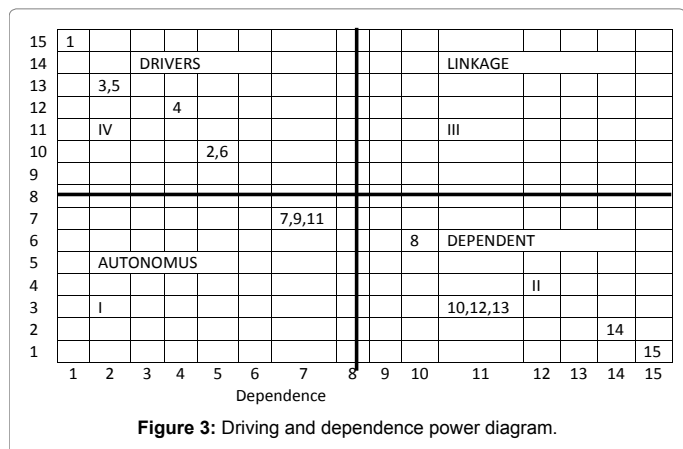 15 1
14 DRIVERS LINKAGE
13 3,5
12 4
11 IV III
10 2,6
9
8
7 7,9,11
6 8 DEPENDENT
5 AUTONOMUS
4 II
3 I 10,12,13
2 14
1 15
1 2 3 4 5 6 7 8 9 10 11 12 13 14 15
Dependence
Figure 3: Driving and dependence power diagram.